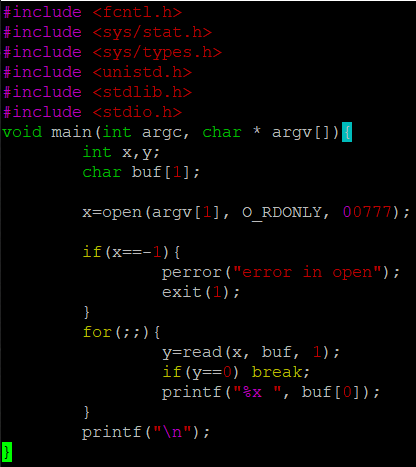 #include <fcntl.h>
#include <sys/stat.h>
#include <sys/types.h>
#include <unistd.h>
#include <stdlib.h>
#include <stdio.h>
void main(int argc, char * argv[]){
        int x,y;
        char buf[1];

        x=open(argv[1], O_RDONLY, 00777);

        if(x==-1){
                perror("error in open");
                exit(1);
        }
        for(;;){
                y=read(x, buf, 1);
                if(y==0) break;
                printf("%x ", buf[0]);
        }
        printf("\n");
}